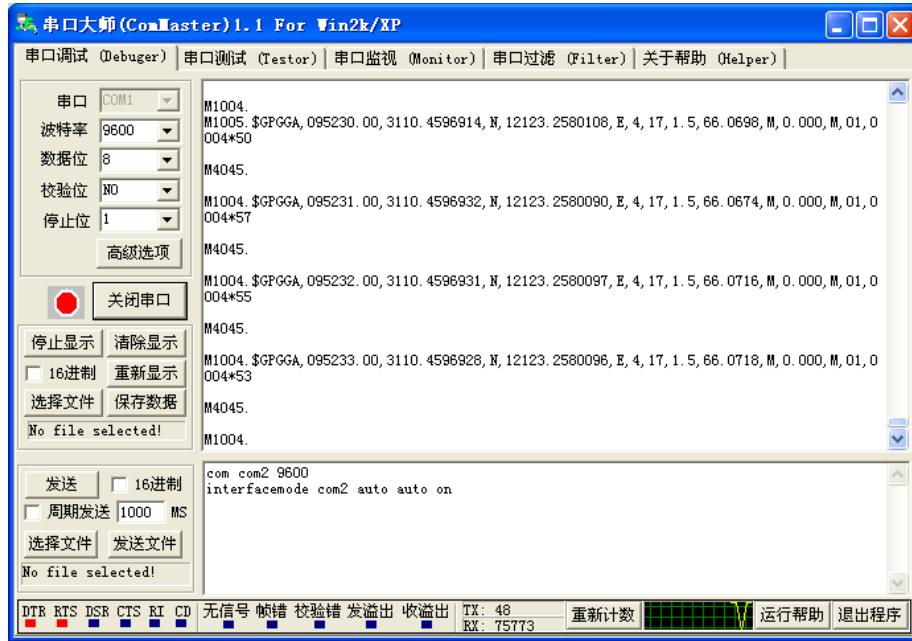 串口大师(ComMaster)1.1 For Win2k/XP
串口调试 (Debuger) 串口测试 (Testor) 串口监视 (Monitor) 串口过滤 (Filter) 关于帮助 (Helper)
串口 COM1
波特率 9600
数据位 8
校验位 NO
停止位 1
高级选项
关闭串口
停止显示 清除显示
16进制 重新显示
选择文件 保存数据
No file selected!
M1004.
M1005.$GPGGA,095230.00,3110.4596914,N,12123.2580108,E,4,17,1.5,66.0698,M,0.000,M,01,0
004*50
M4045.
M1004.$GPGGA,095231.00,3110.4596932,N,12123.2580090,E,4,17,1.5,66.0674,M,0.000,M,01,0
004*57
M4045.
M1004.$GPGGA,095232.00,3110.4596931,N,12123.2580097,E,4,17,1.5,66.0716,M,0.000,M,01,0
004*55
M4045.
M1004.$GPGGA,095233.00,3110.4596928,N,12123.2580096,E,4,17,1.5,66.0718,M,0.000,M,01,0
004*53
M4045.
M1004.
发送 16进制
周期发送 1000 MS
选择文件 发送文件
No file selected!
com com2 9600
interfacemode com2 auto auto on
DTR RTS DSR CTS RI CD 无信号 帧错 校验错 发溢出 收溢出 TX: 48
RX: 75773
重新计数 运行帮助 退出程序